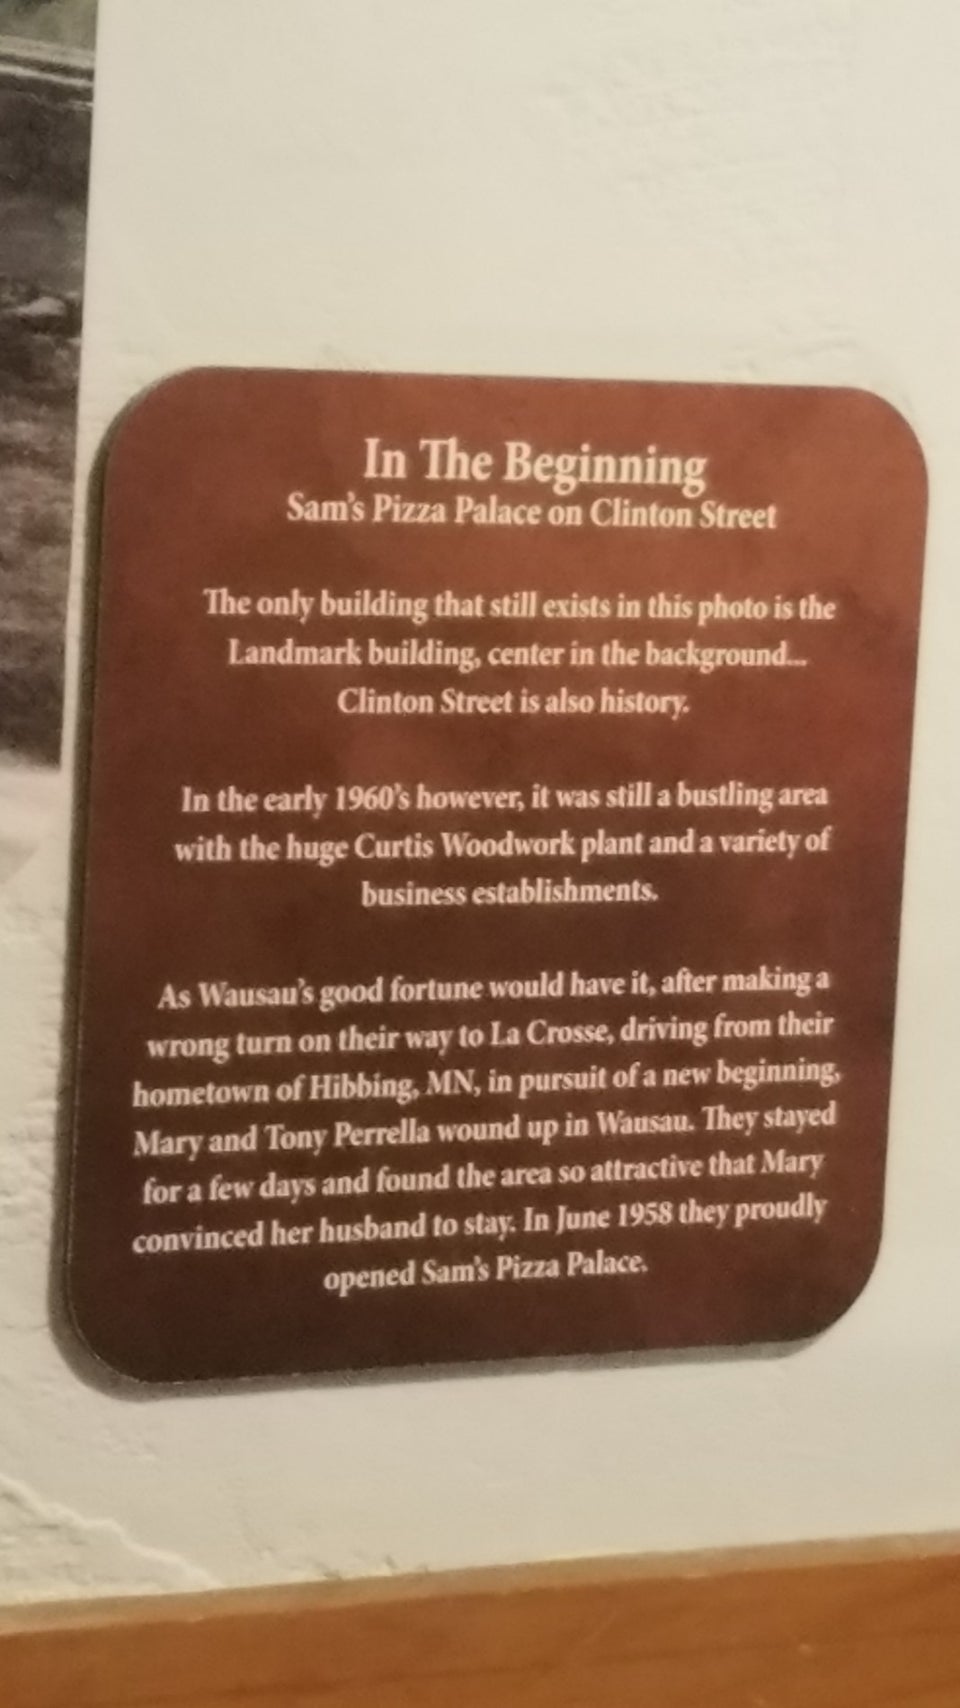 In The Beginning
Sam's Pizza Palace on Clinton Street
The only building that still exists in this photo is the
Landmark building, center in the background...
Clinton Street is also history.
In the early 1960's however, it was still a bustling area
with the huge Curtis Woodwork plant and a variety of
business establishments.
As Wausau's good fortune would have it, after making a
wrong turn on their way to La Crosse, driving from their
hometown of Hibbing, MN, in pursuit of a new beginning,
Mary and Tony Perrella wound up in Wausau. They stayed
for a few days and found the area so attractive that Mary
convinced her husband to stay. In June 1958 they proudly
opened Sam's Pizza Palace.